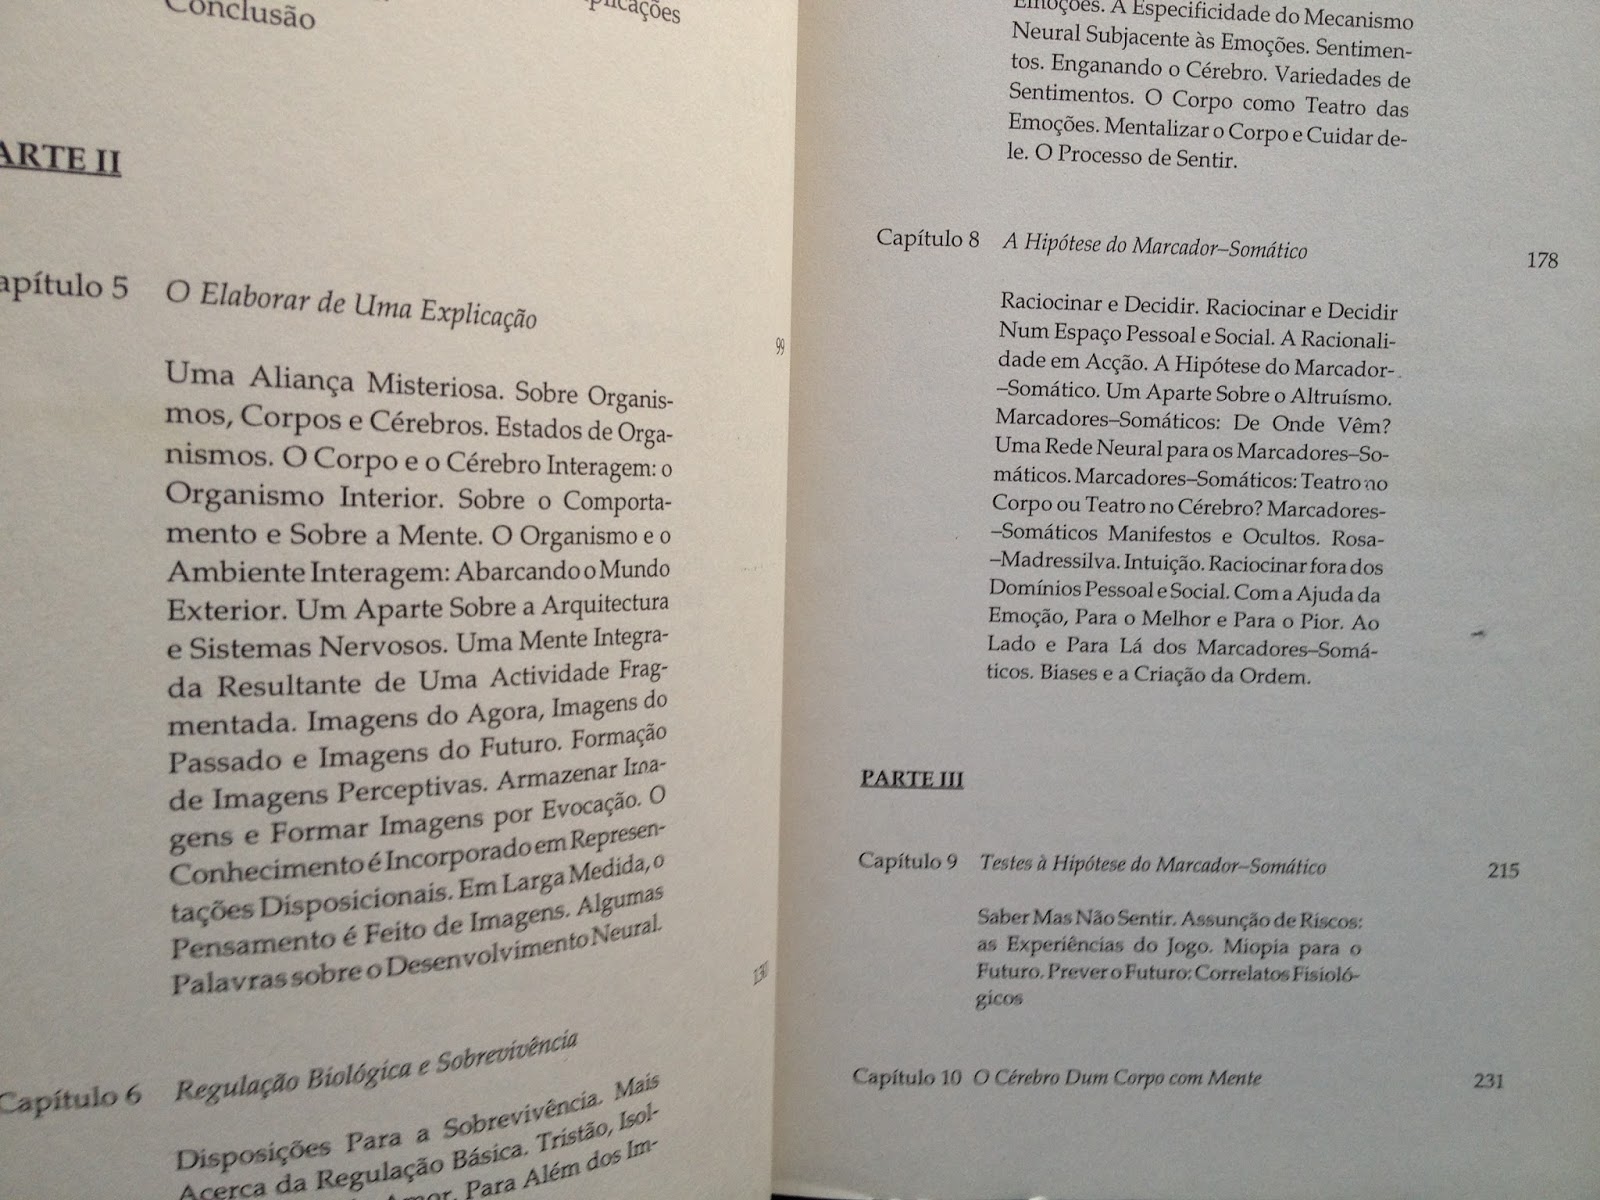 Conclusão
PARTE II
Capítulo 5 O Elaborar de Uma Explicação
99
Uma Aliança Misteriosa. Sobre Organis-
mos, Corpos e Cérebros. Estados de Orga-
nismos. O Corpo e o Cérebro Interagem: o
Organismo Interior. Sobre o Comporta-
mento e Sobre a Mente. O Organismo e o
Ambiente Interagem: Abarcando o Mundo
Exterior. Um Aparte Sobre a Arquitectura
e Sistemas Nervosos. Uma Mente Integra-
da Resultante de Uma Actividade Frag-
mentada. Imagens do Agora, Imagens do
Passado e Imagens do Futuro. Formação
de Imagens Perceptivas. Armazenar Ima-
gens e Formar Imagens por Evocação. O
Conhecimento é Incorporado em Represen-
tações Disposicionais. Em Larga Medida, o
Pensamento é Feito de Imagens. Algumas
Palavras sobre o Desenvolvimento Neural.
Capítulo 6 Regulação Biológica e Sobrevivência
130
Disposições Para a Sobrevivência. Mais
Acerca da Regulação Básica. Tristão, Isol-
Amor. Para Além dos Im-
Emoções. A Especificidade do Mecanismo
Neural Subjacente às Emoções. Sentimen-
tos. Enganando o Cérebro. Variedades de
Sentimentos. O Corpo como Teatro das
Emoções. Mentalizar o Corpo e Cuidar de-
le. O Processo de Sentir.
Capítulo 8 A Hipótese do Marcador–Somático 178
Raciocinar e Decidir. Raciocinar e Decidir
Num Espaço Pessoal e Social. A Racionali-
dade em Acção. A Hipótese do Marcador-
–Somático. Um Aparte Sobre o Altruísmo.
Marcadores–Somáticos: De Onde Vêm?
Uma Rede Neural para os Marcadores–So-
máticos. Marcadores–Somáticos: Teatro no
Corpo ou Teatro no Cérebro? Marcadores-
–Somáticos Manifestos e Ocultos. Rosa-
–Madressilva. Intuição. Raciocinar fora dos
Domínios Pessoal e Social. Com a Ajuda da
Emoção, Para o Melhor e Para o Pior. Ao
Lado e Para Lá dos Marcadores–Somá-
ticos. Biases e a Criação da Ordem.
PARTE III
Capítulo 9 Testes à Hipótese do Marcador–Somático 215
Saber Mas Não Sentir. Assunção de Riscos:
as Experiências do Jogo. Miopia para o
Futuro. Prever o Futuro: Correlatos Fisioló-
gicos
Capítulo 10 O Cérebro Dum Corpo com Mente 231